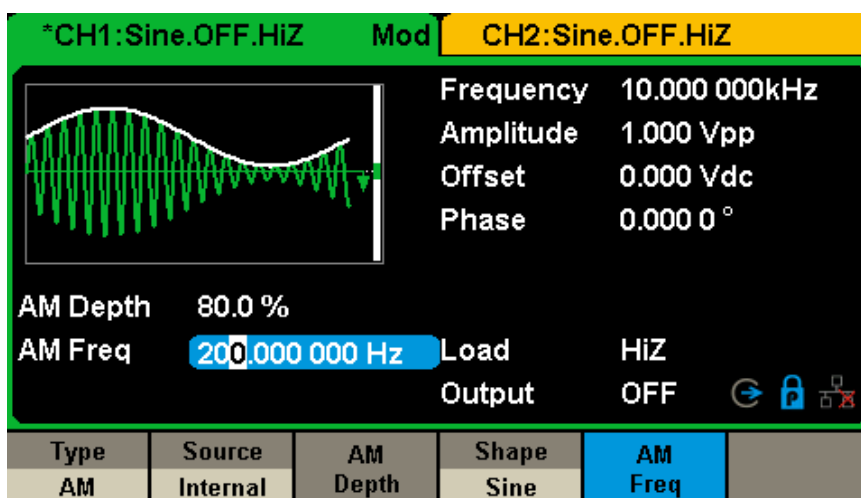 *CH1:Sine.OFF.HiZ Mod CH2:Sine.OFF.HiZ
Frequency 10.000 000kHz
Amplitude 1.000 Vpp
Offset 0.000 Vdc
Phase 0.000 0 °
AM Depth 80.0 %
AM Freq 200.000 000 Hz Load HiZ
Output OFF P
Type Source AM Shape AM
AM Internal Depth Sine Freq